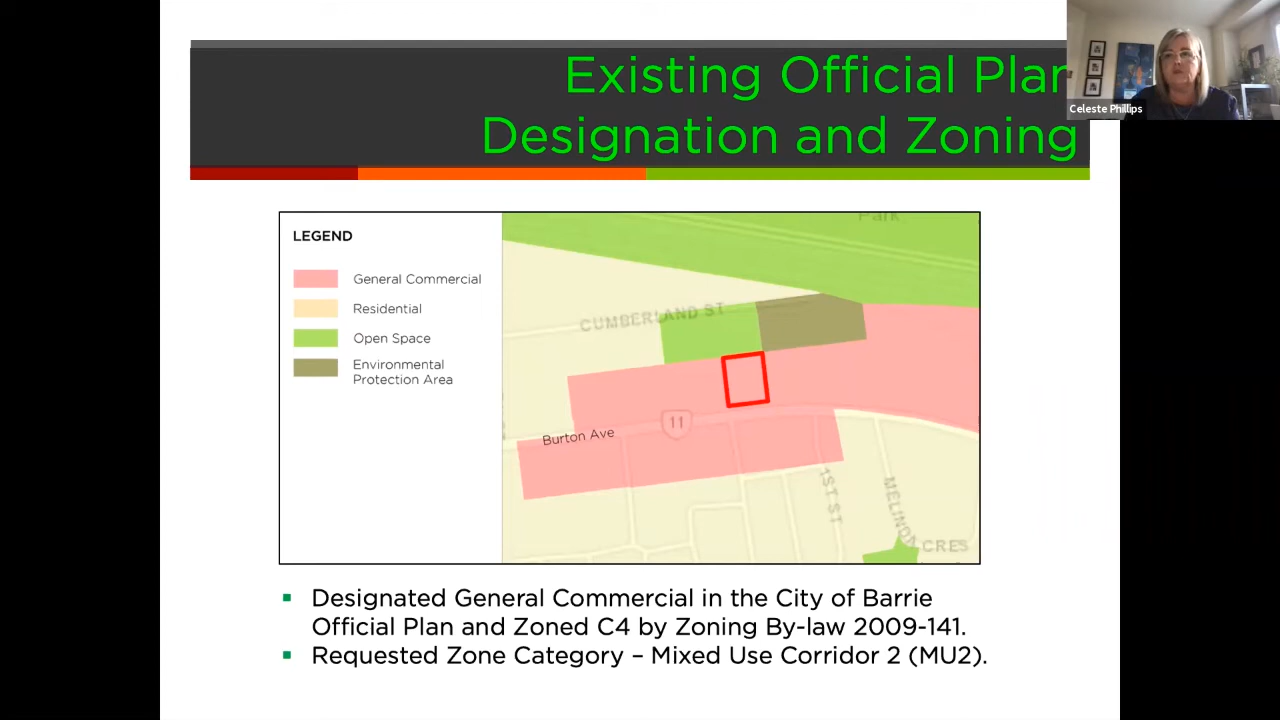 Existing Official Plan
Designation and Zoning
Celeste Phillips
LEGEND
General Commercial
Residential
Open Space
Environmental
Protection Area
Park
CUMBERLAND ST
11
Burton Ave
1ST ST
MELINDA
ACRES
Designated General Commercial in the City of Barrie
Official Plan and Zoned C4 by Zoning By-law 2009-141.
Requested Zone Category – Mixed Use Corridor 2 (MU2).